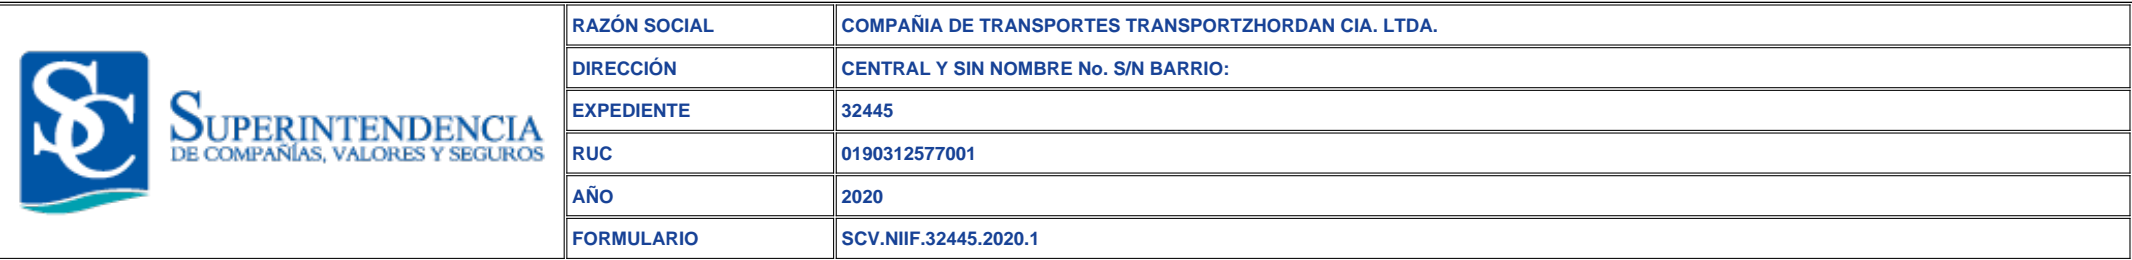 SC
SUPERINTENDENCIA
DE COMPAÑÍAS, VALORES Y SEGUROS
RAZÓN SOCIAL COMPAÑIA DE TRANSPORTES TRANSPORTZHORDAN CIA. LTDA.
DIRECCIÓN CENTRAL Y SIN NOMBRE No. S/N BARRIO:
EXPEDIENTE 32445
RUC 0190312577001
AÑO 2020
FORMULARIO SCV.NIIF.32445.2020.1